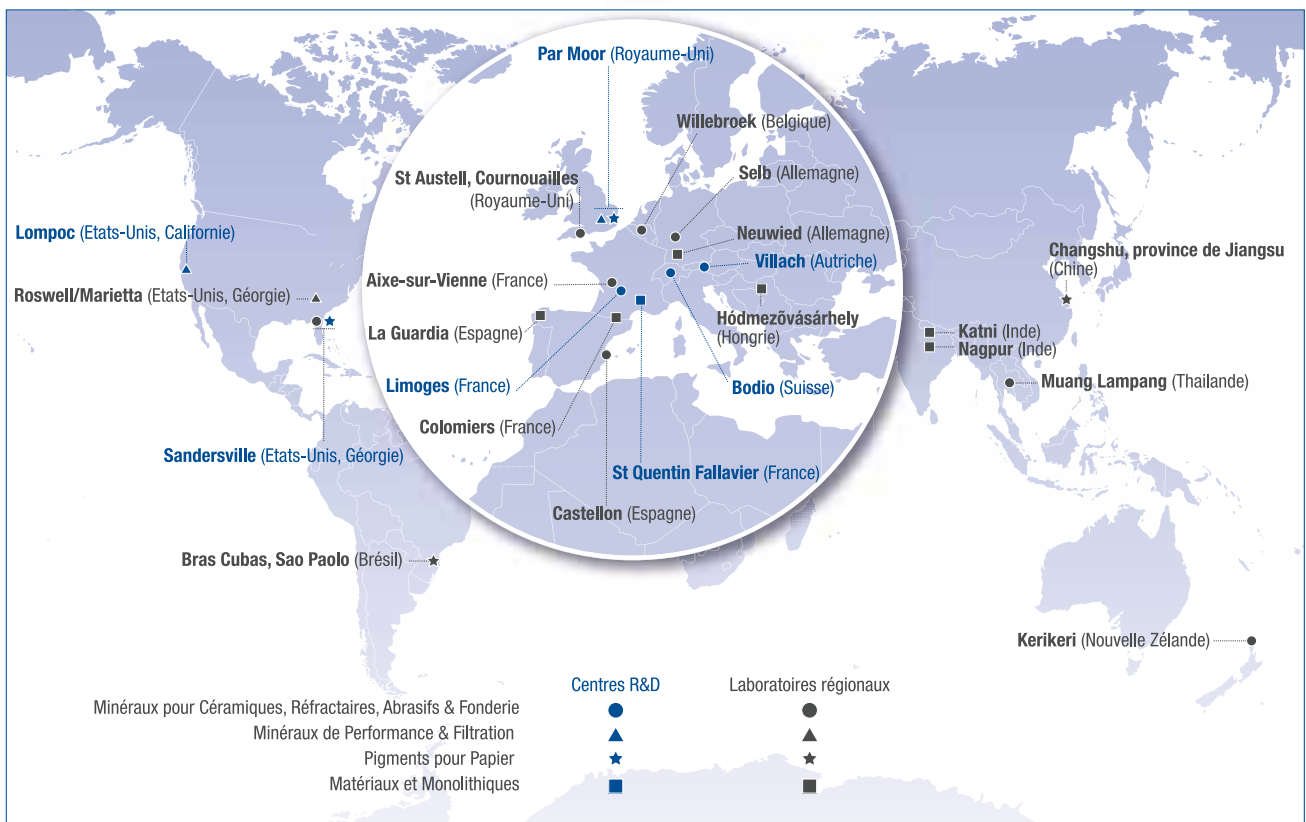 Par Moor (Royaume-Uni)
Willebroek (Belgique)
St Austell, Cournouailles
(Royaume-Uni)
Selb (Allemagne)
Lompoc (Etats-Unis, Californie)
Neuwied (Allemagne)
Changshu, province de Jiangsu
(Chine)
Villach (Autriche)
Aixe-sur-Vienne (France)
Roswell/Marietta (Etats-Unis, Géorgie)
Hódmezõvásárhely
(Hongrie)
La Guardia (Espagne)
Katni (Inde)
Nagpur (Inde)
Limoges (France)
Bodio (Suisse)
Muang Lampang (Thailande)
Colomiers (France)
Sandersville (Etats-Unis, Géorgie)
St Quentin Fallavier (France)
Castellon (Espagne)
Bras Cubas, Sao Paolo (Brésil)
Kerikeri (Nouvelle Zélande)
Centres R&D Laboratoires régionaux
Minéraux pour Céramiques, Réfractaires, Abrasifs & Fonderie
Minéraux de Performance & Filtration
Pigments pour Papier
Matériaux et Monolithiques